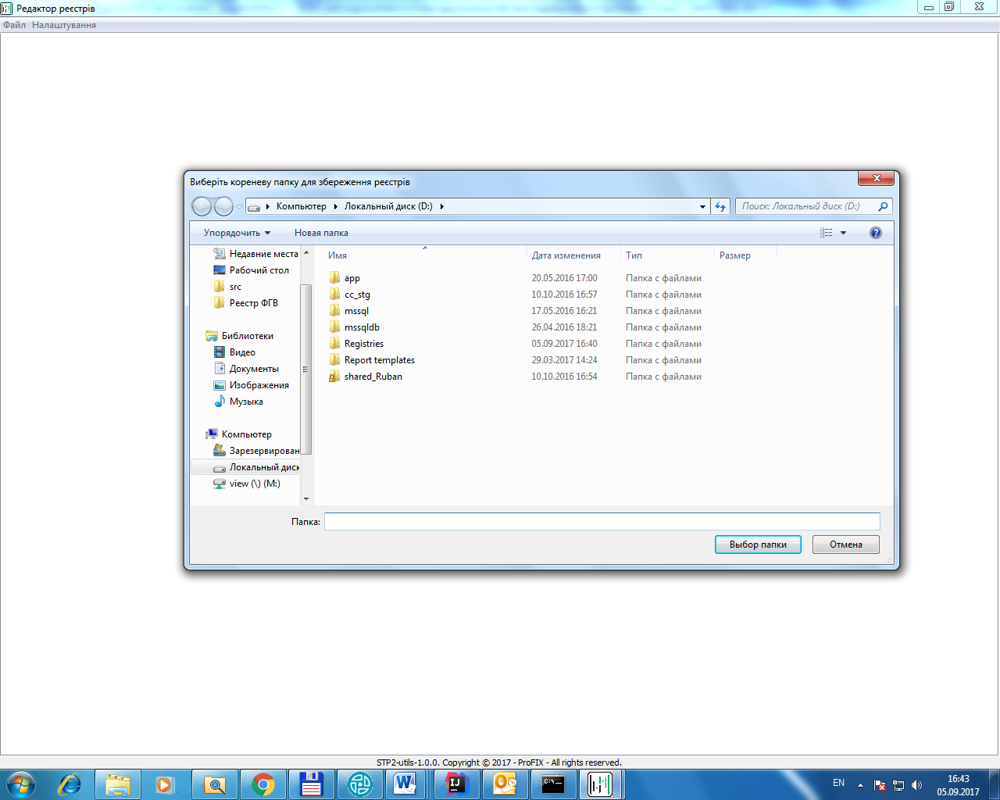 Редактор реєстрів
Файл Налаштування
Виберіть кореневу папку для збереження реєстрів
Компьютер Локальный диск (D:)
Поиск: Локальный диск (D:)
Упорядочить Новая папка
Недавние места
Рабочий стол
src
Реестр ФГВ
Библиотеки
Видео
Документы
Изображения
Музыка
Компьютер
Зарезервирован
Локальный диск
view (\) (M:)
Имя Дата изменения Тип Размер
app 20.05.2016 17:00 Папка с файлами
cc_stg 10.10.2016 16:57 Папка с файлами
mssql 17.05.2016 16:21 Папка с файлами
mssqldb 26.04.2016 18:21 Папка с файлами
Registries 05.09.2017 16:40 Папка с файлами
Report templates 29.03.2017 14:24 Папка с файлами
shared_Ruban 10.10.2016 16:54 Папка с файлами
Папка:
Выбор папки Отмена
STP2-utils-1.0.0. Copyright © 2017 - ProFIX - All rights reserved.
EN
16:43
05.09.2017